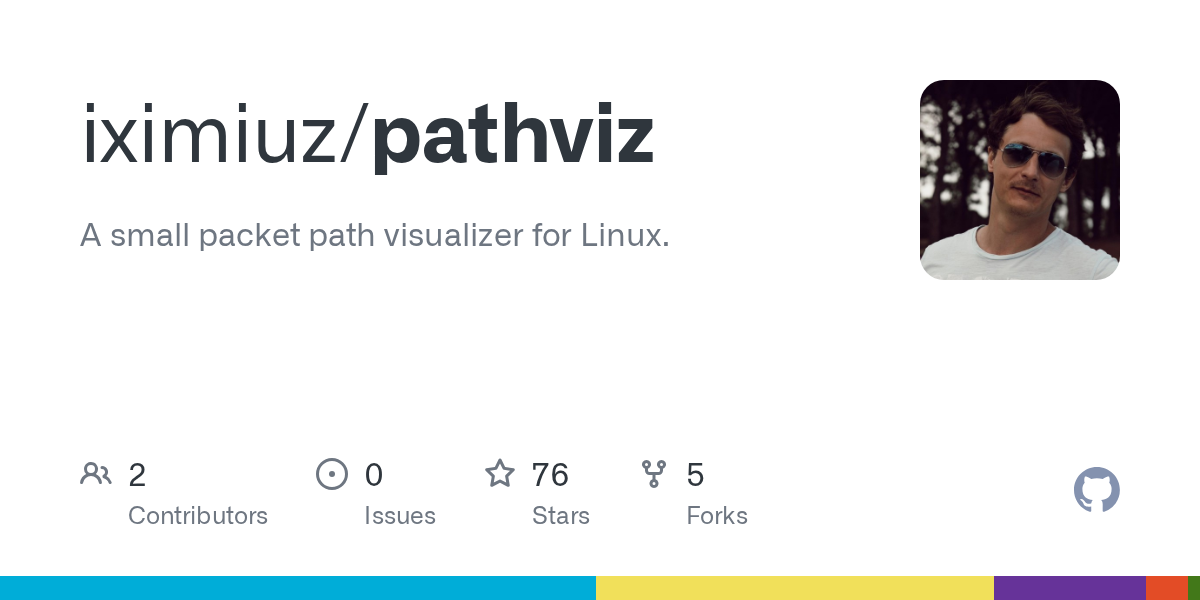 iximiuz/pathviz
A small packet path visualizer for Linux.
2 0 76 5
Contributors Issues Stars Forks